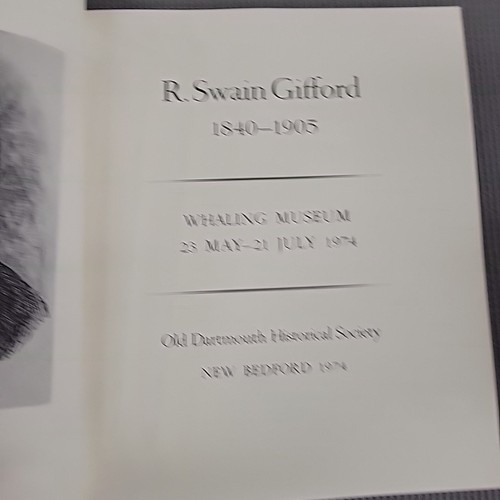 R. Swain Gifford
1840–1905
WHALING MUSEUM
23 MAY–21 JULY 1974
Old Dartmouth Historical Society
NEW BEDFORD 1974